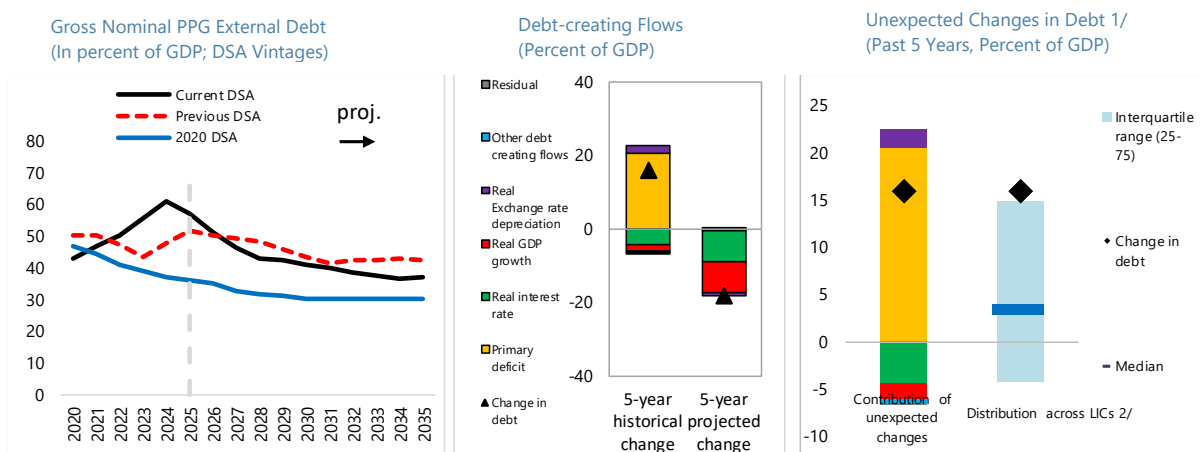 Gross Nominal PPG External Debt
(In percent of GDP; DSA Vintages)
Current DSA
Previous DSA
2020 DSA
proj.
80
70
60
50
40
30
20
10
0
2020
2021
2022
2023
2024
2025
2026
2027
2028
2029
2030
2031
2032
2033
2034
2035
Debt-creating Flows
(Percent of GDP)
Residual
Other debt
creating flows
Real
Exchange rate
depreciation
Real GDP
growth
Real interest
rate
Primary
deficit
Change in
debt
40
20
0
-20
-40
5-year
historical
change
5-year
projected
change
Unexpected Changes in Debt 1/
(Past 5 Years, Percent of GDP)
25
20
15
10
5
0
-5
-10
Contribution of
unexpected
changes
Distribution across LICs 2/
Interquartile
range (25-
75)
Change in
debt
Median